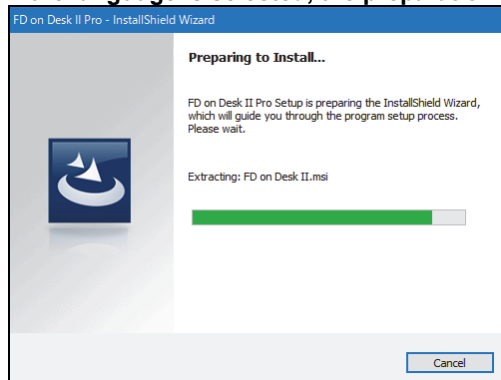 FD on Desk II Pro - InstallShield Wizard
Preparing to Install...
FD on Desk II Pro Setup is preparing the InstallShield Wizard,
which will guide you through the program setup process.
Please wait.
Extracting: FD on Desk II.msi
Cancel